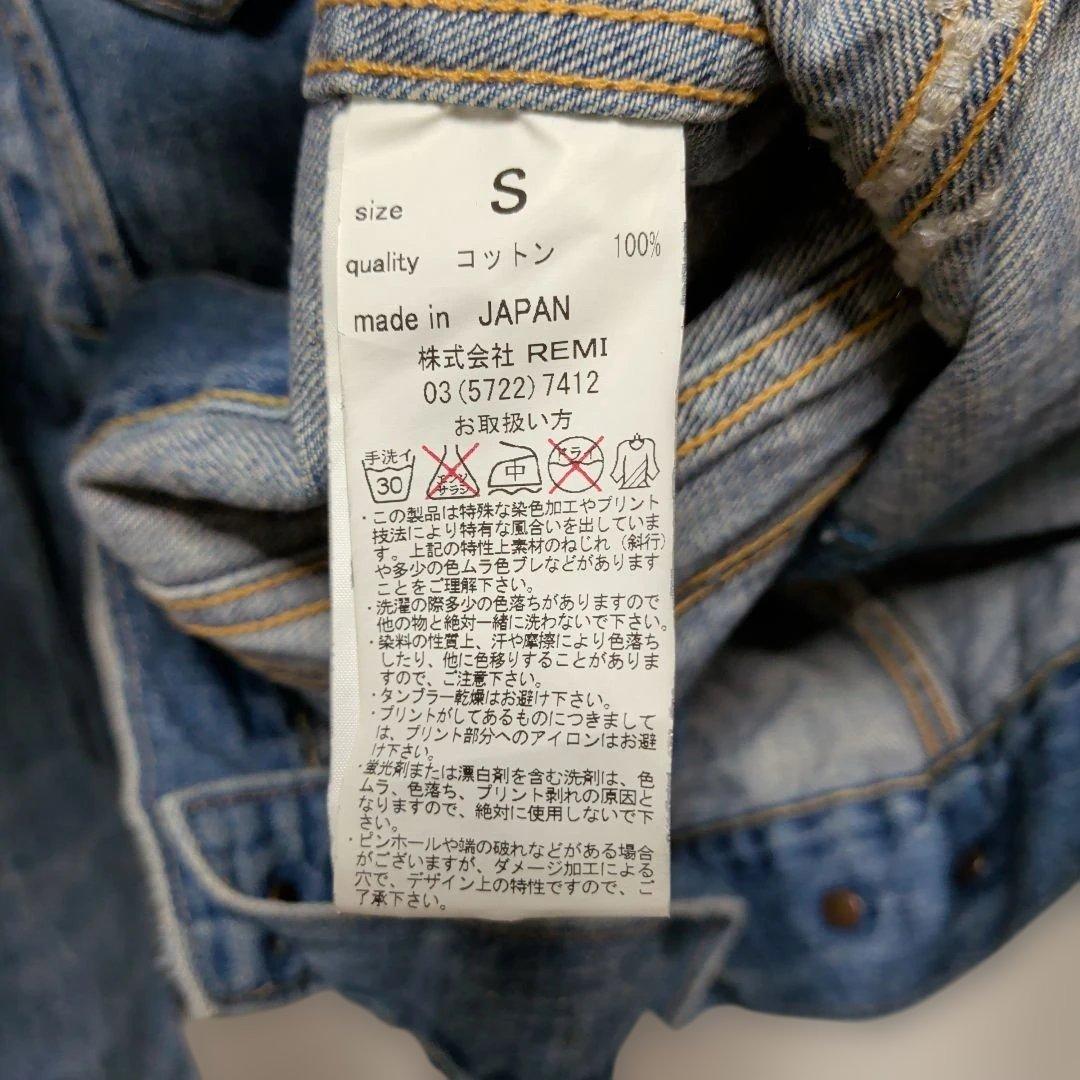 size S
quality コットン 100%
made in JAPAN
株式会社 REMI
03(5722)7412
お取扱い方
手洗イ 30 エンソ サラシ 中 ドライ
・この製品は特殊な染色加工やプリント
技法により特有な風合いを出していま
す。上記の特性上素材のねじれ（斜行）
や多少の色ムラ色ブレなどがあります
ことをご理解下さい。
・洗濯の際多少の色落ちがありますので
他の物と絶対一緒に洗わないで下さい。
・染料の性質上、汗や摩擦により色落ち
したり、他に色移りすることがありま
すので、ご注意下さい。
・タンブラー乾燥はお避け下さい。
・プリントがしてあるものにつきまして
は、プリント部分へのアイロンはお避
け下さい。
・蛍光剤または漂白剤を含む洗剤は、色
ムラ、色落ち、プリント剥れの原因と
なりますので、絶対に使用しないで下
さい。
・ピンホールや端の破れなどがある場合
がございますが、ダメージ加工による
穴で、デザイン上の特性ですので、ご
了承下さい。